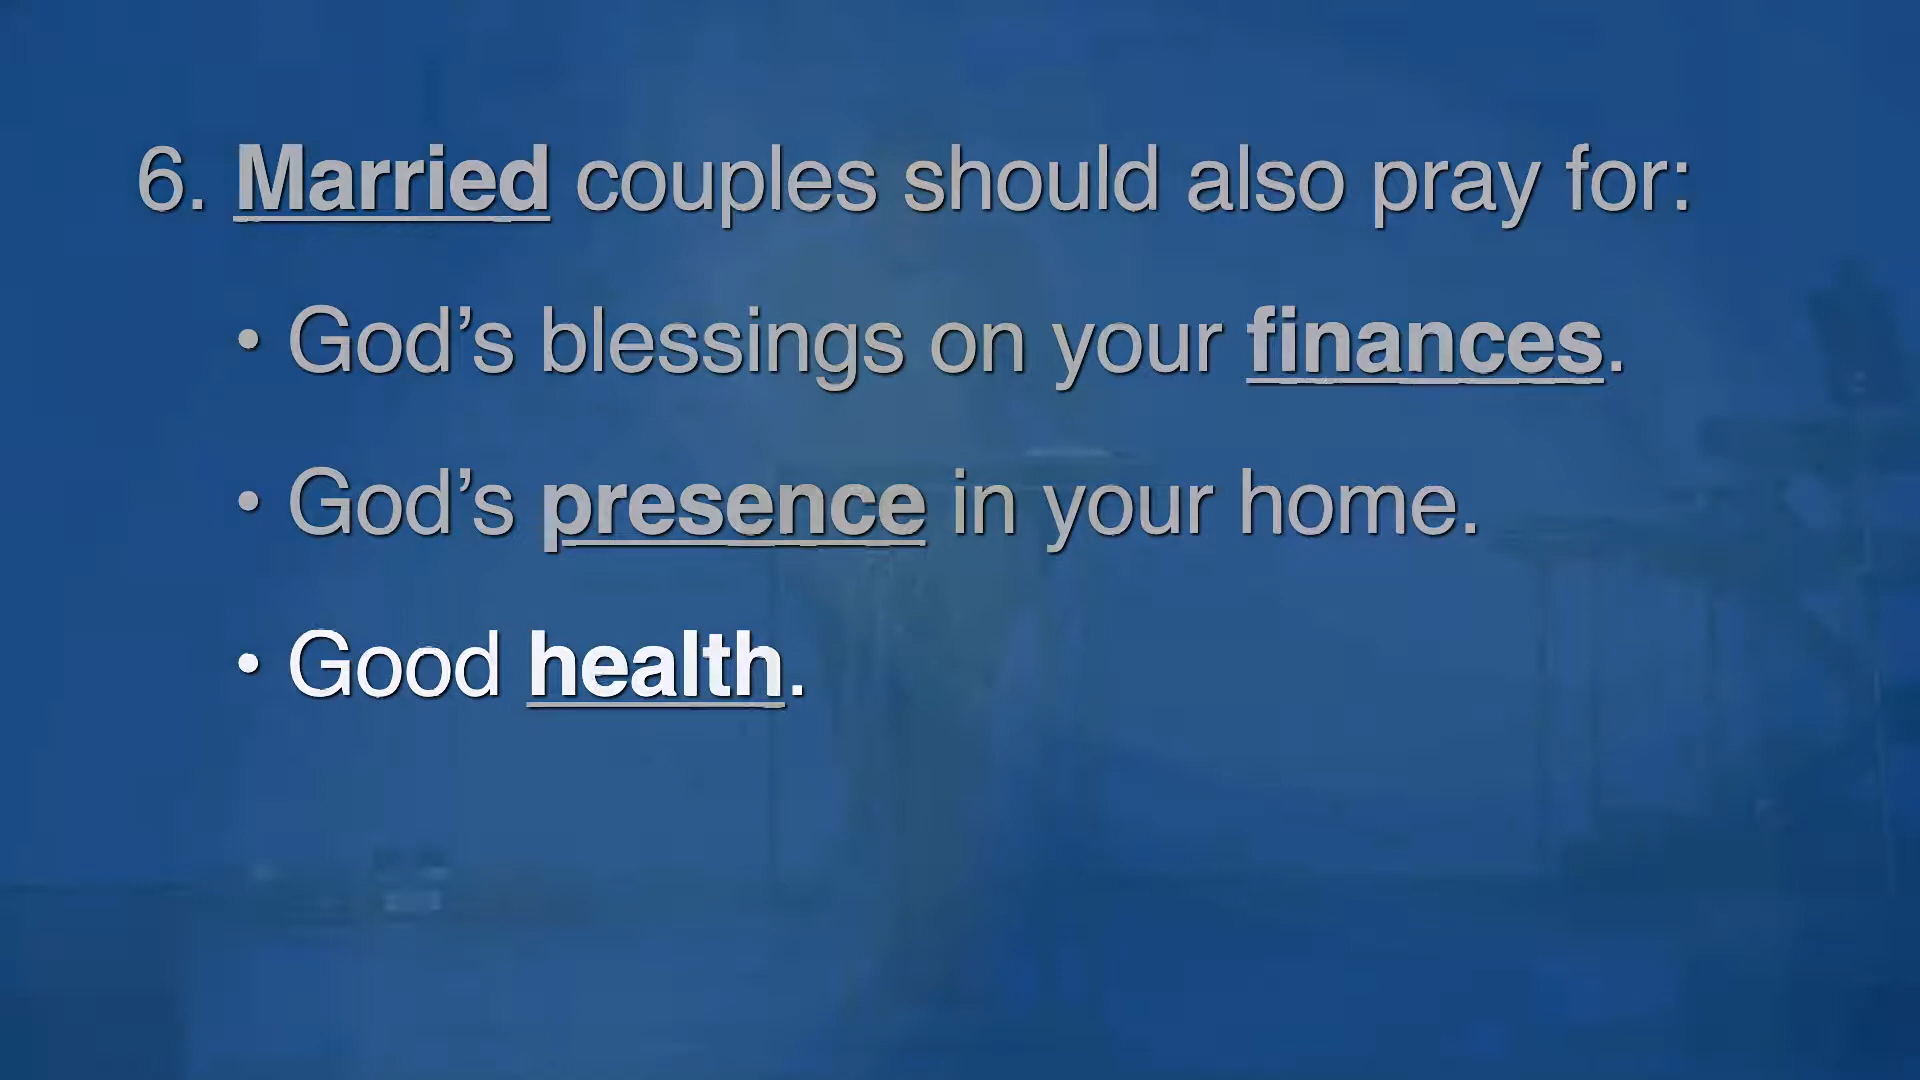 6. Married couples should also pray for:
• God’s blessings on your finances.
• God’s presence in your home.
• Good health.